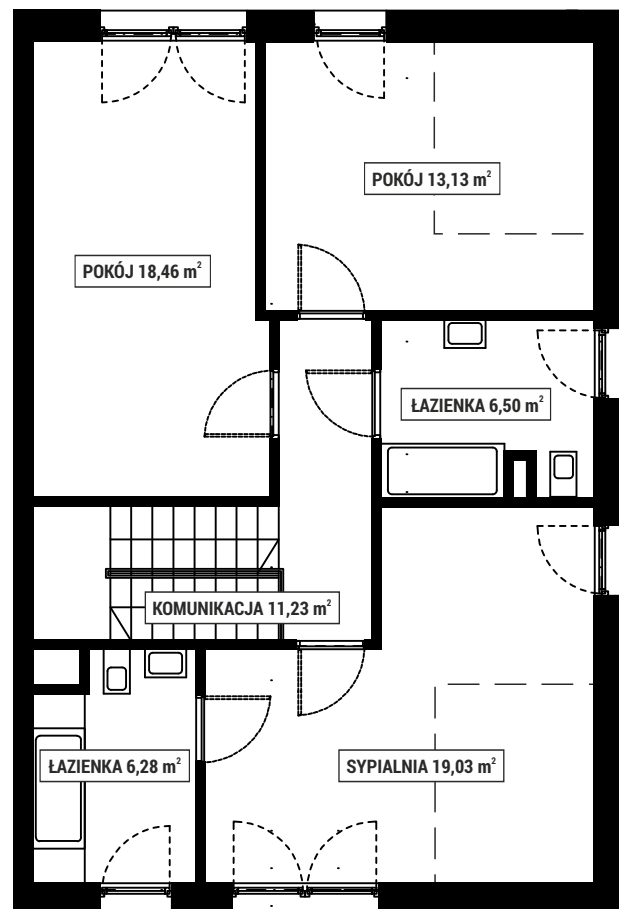 POKÓJ 13,13 m²
POKÓJ 18,46 m²
ŁAZIENKA 6,50 m²
KOMUNIKACJA 11,23 m²
ŁAZIENKA 6,28 m²
SYPIALNIA 19,03 m²